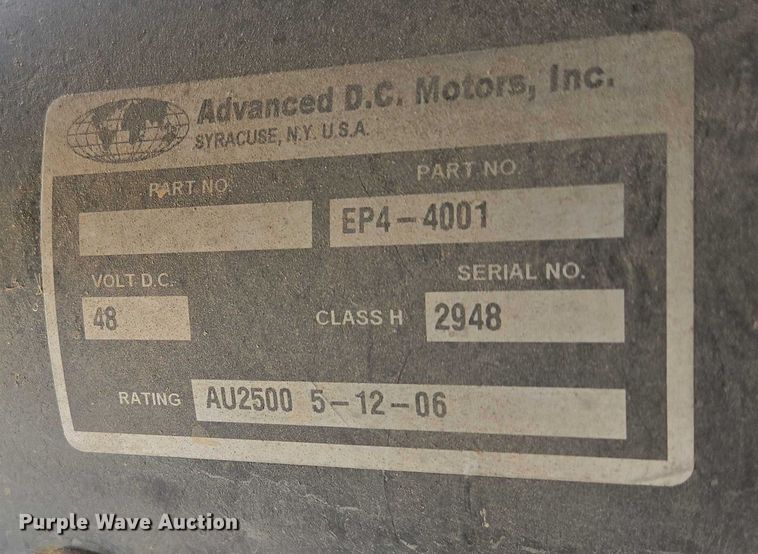 Advanced D.C. Motors, Inc.
SYRACUSE, N.Y. U.S.A.
PART NO. PART NO.
EP4-4001
VOLT D.C. SERIAL NO.
48 CLASS H 2948
RATING AU2500 5-12-06
Purple Wave Auction